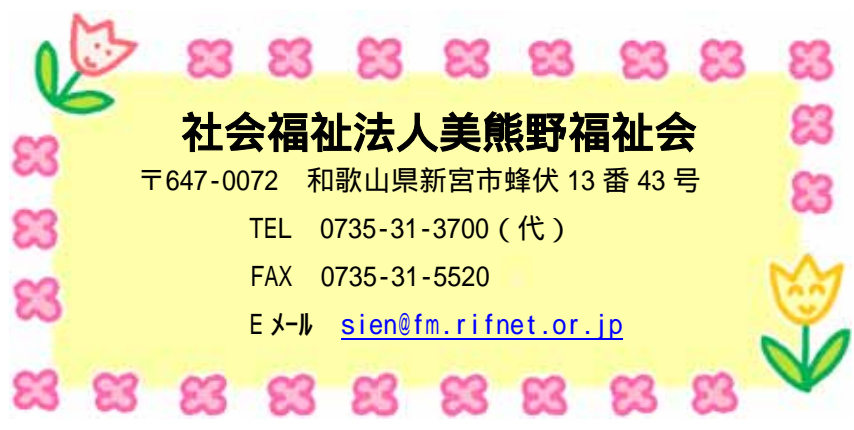 社会福祉法人美熊野福祉会
〒647-0072　和歌山県新宮市蜂伏 13 番 43 号
TEL　0735-31-3700（代）
FAX　0735-31-5520
E ﾒｰﾙ　sien@fm.rifnet.or.jp